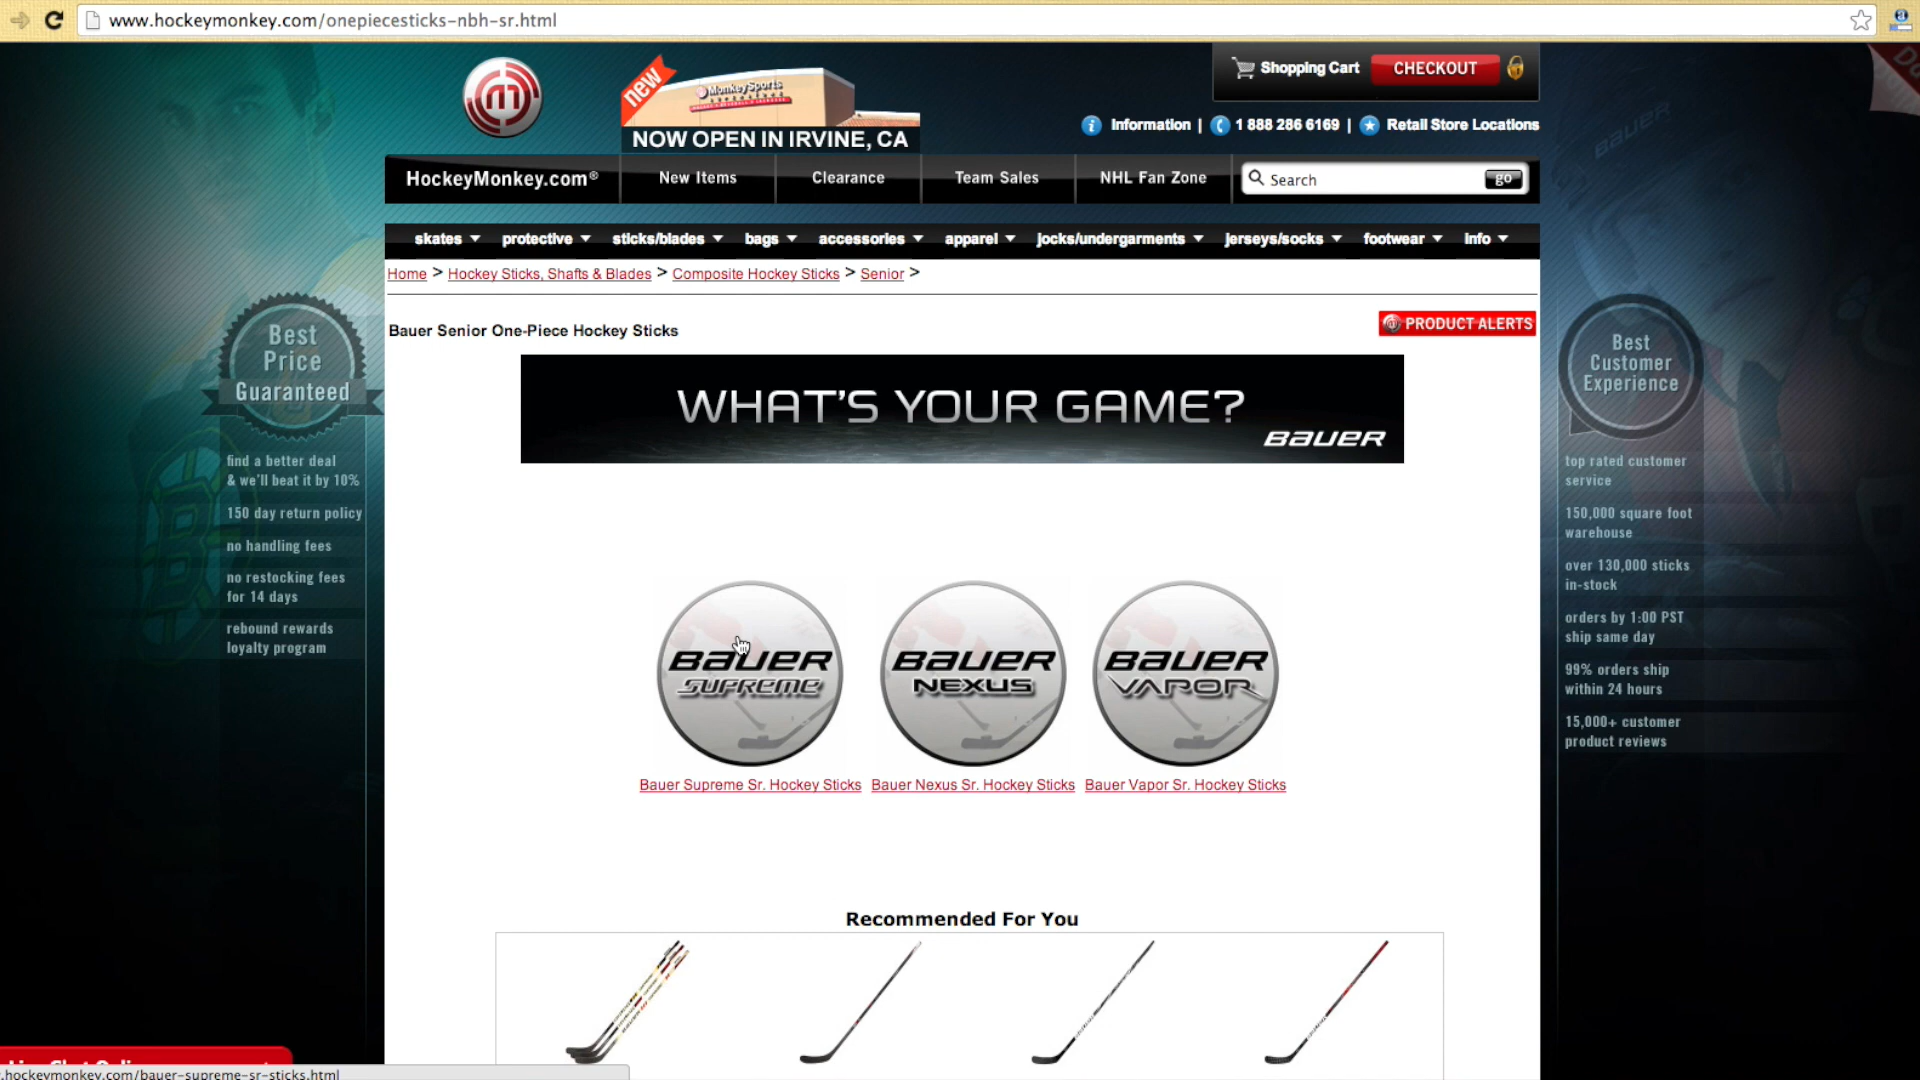 www.hockeymonkey.com/onepiecesticks-nbh-sr.html
new
MonkeySports
NOW OPEN IN IRVINE, CA
Shopping Cart
CHECKOUT
Information | 1 888 286 6169 | Retail Store Locations
HockeyMonkey.com®
New Items
Clearance
Team Sales
NHL Fan Zone
Search
go
skates
protective
sticks/blades
bags
accessories
apparel
jocks/undergarments
jerseys/socks
footwear
info
Home > Hockey Sticks, Shafts & Blades > Composite Hockey Sticks > Senior >
Bauer Senior One-Piece Hockey Sticks
PRODUCT ALERTS
WHAT'S YOUR GAME?
BAUER
Best
Price
Guaranteed
find a better deal
& we'll beat it by 10%
150 day return policy
no handling fees
no restocking fees
for 14 days
rebound rewards
loyalty program
BAUER
Best
Customer
Experience
top rated customer
service
150,000 square foot
warehouse
over 130,000 sticks
in-stock
orders by 1:00 PST
ship same day
99% orders ship
within 24 hours
15,000+ customer
product reviews
BAUER
SUPREME
BAUER
NEXUS
BAUER
VAPOR
Bauer Supreme Sr. Hockey Sticks
Bauer Nexus Sr. Hockey Sticks
Bauer Vapor Sr. Hockey Sticks
Recommended For You
.hockeymonkey.com/bauer-supreme-sr-sticks.html